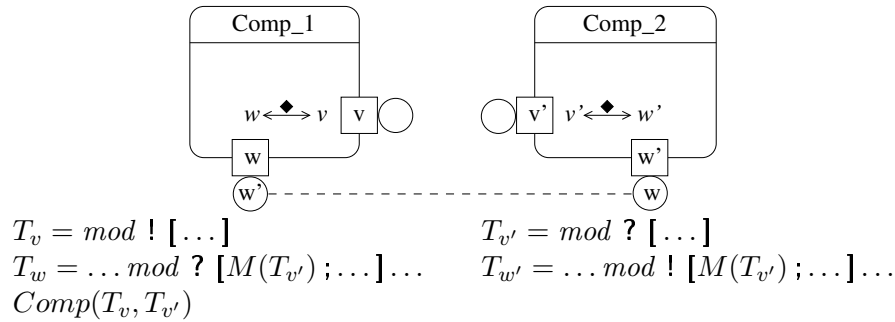 Comp_1 Comp_2
w v v v' v' w'
w w'
w' w
T_v = mod ! [...] T_{v'} = mod ? [...]
T_w = ... mod ? [M(T_{v'}) ; ...] ... T_{w'} = ... mod ! [M(T_{v'}) ; ...] ...
Comp(T_v, T_{v'})